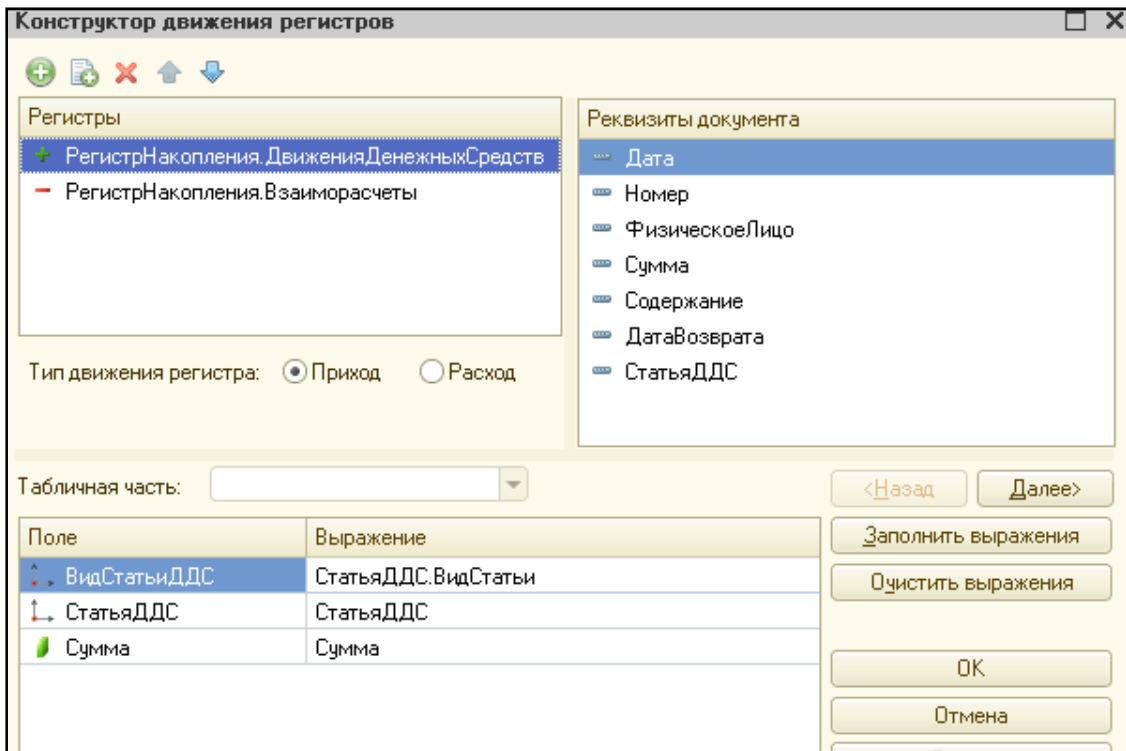 Конструктор движения регистров
Регистры
РегистрНакопления.ДвиженияДенежныхСредств
РегистрНакопления.Взаиморасчеты
Тип движения регистра: Приход Расход
Реквизиты документа
Дата
Номер
ФизическоеЛицо
Сумма
Содержание
ДатаВозврата
СтатьяДДС
Табличная часть:
<Назад Далее>
Поле Выражение
ВидСтатьиДДС СтатьяДДС.ВидСтатьи
СтатьяДДС СтатьяДДС
Сумма Сумма
Заполнить выражения
Очистить выражения
ОК
Отмена